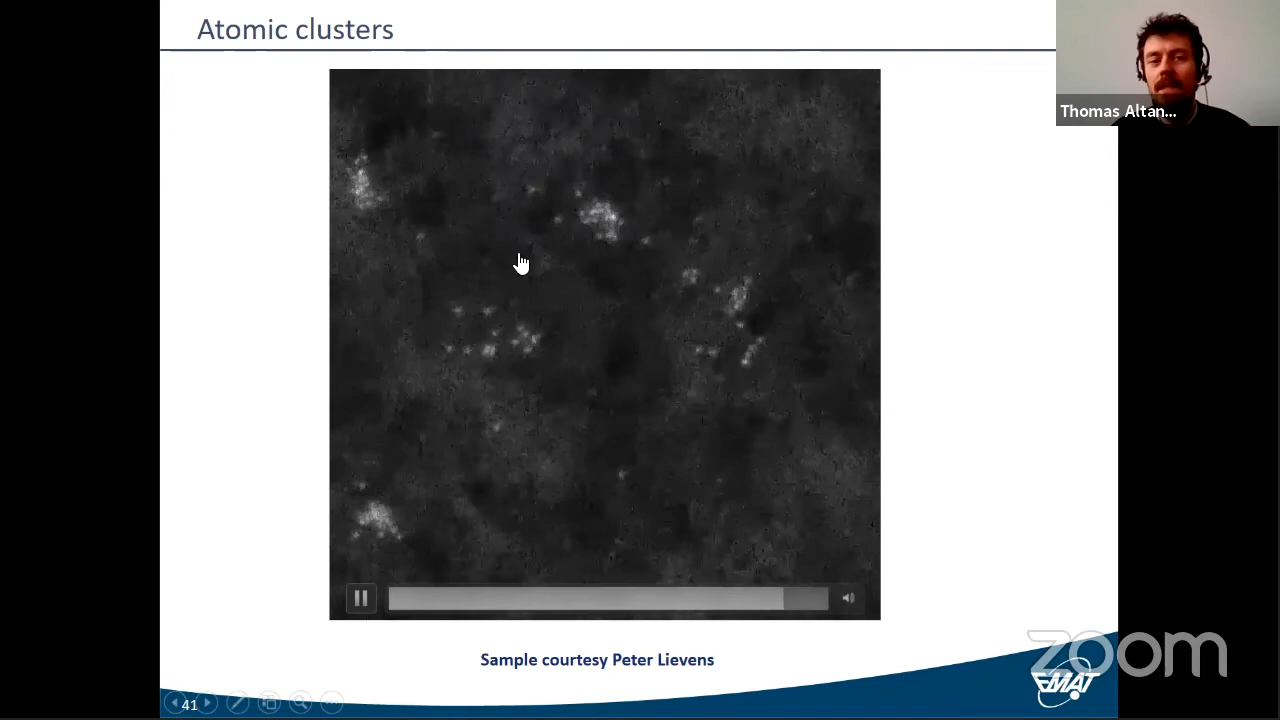 Atomic clusters
Thomas Altan...
Sample courtesy Peter Lievens
zoom
EMAT
41